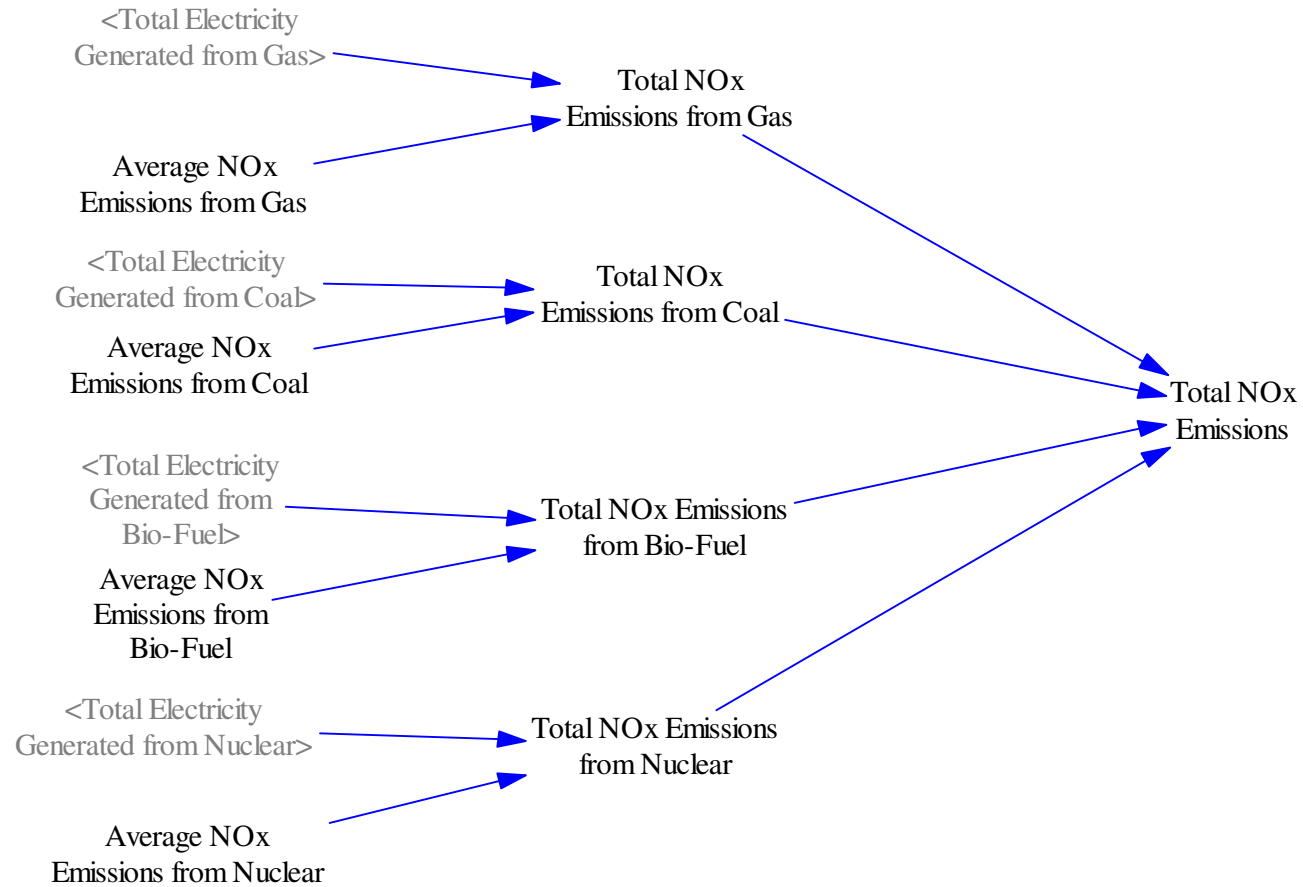 <Total Electricity
Generated from Gas>
Total NOx
Emissions from Gas
Average NOx
Emissions from Gas
<Total Electricity
Generated from Coal>
Total NOx
Emissions from Coal
Average NOx
Emissions from Coal
Total NOx
Emissions
<Total Electricity
Generated from
Bio-Fuel>
Total NOx Emissions
from Bio-Fuel
Average NOx
Emissions from
Bio-Fuel
<Total Electricity
Generated from Nuclear>
Total NOx Emissions
from Nuclear
Average NOx
Emissions from Nuclear